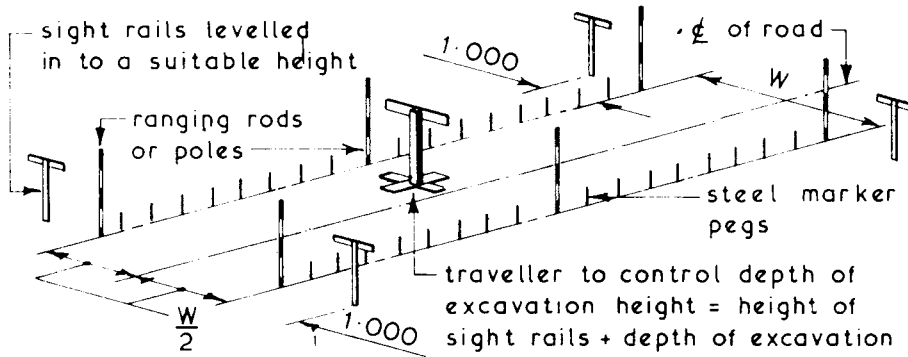 sight rails levelled
in to a suitable height
1·000
℄ of road
W
ranging rods
or poles
steel marker
pegs
traveller to control depth of
excavation height = height of
sight rails + depth of excavation
W
2
1·000